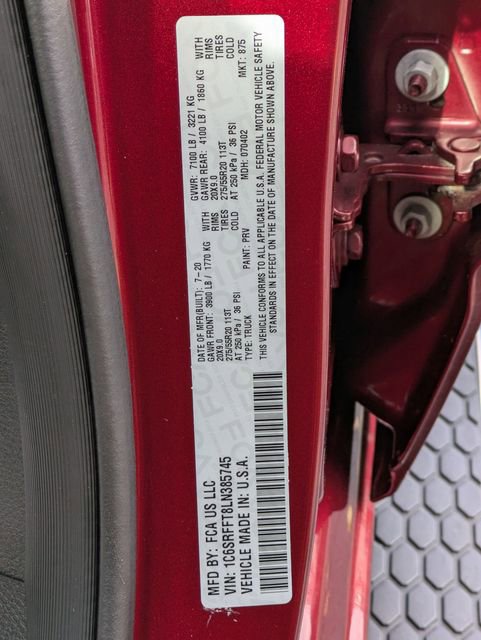 MFD BY: FCA US LLC
VIN: 1C6SRFFT8LN385745
VEHICLE MADE IN: U.S.A.
DATE OF MFR(BUILT): 7-20 GVWR: 7100 LB / 3221 KG
GAWR FRONT: 3900 LB / 1770 KG WITH GAWR REAR: 4100 LB / 1860 KG WITH
20X9.0 RIMS 20X9.0 RIMS
275/55R20 113T TIRES 275/55R20 113T TIRES
AT 250 kPa / 36 PSI COLD AT 250 kPa / 36 PSI COLD
TYPE: TRUCK PAINT: PRV MDH: 070402 MKT: 875
THIS VEHICLE CONFORMS TO ALL APPLICABLE U.S.A. FEDERAL MOTOR VEHICLE SAFETY
STANDARDS IN EFFECT ON THE DATE OF MANUFACTURE SHOWN ABOVE.